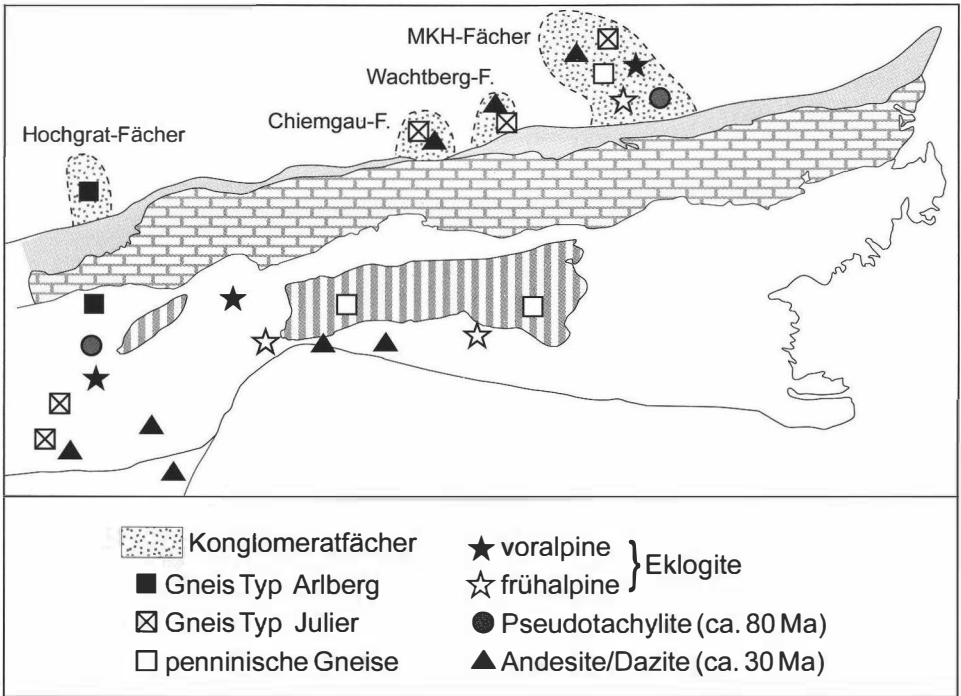 MKH-Fächer
Wachtberg-F.
Chiemgau-F.
Hochgrat-Fächer
Konglomeratfächer
Gneis Typ Arlberg
Gneis Typ Julier
penninische Gneise
voralpine
frühalpine
} Eklogite
Pseudotachylite (ca. 80 Ma)
Andesite/Dazite (ca. 30 Ma)